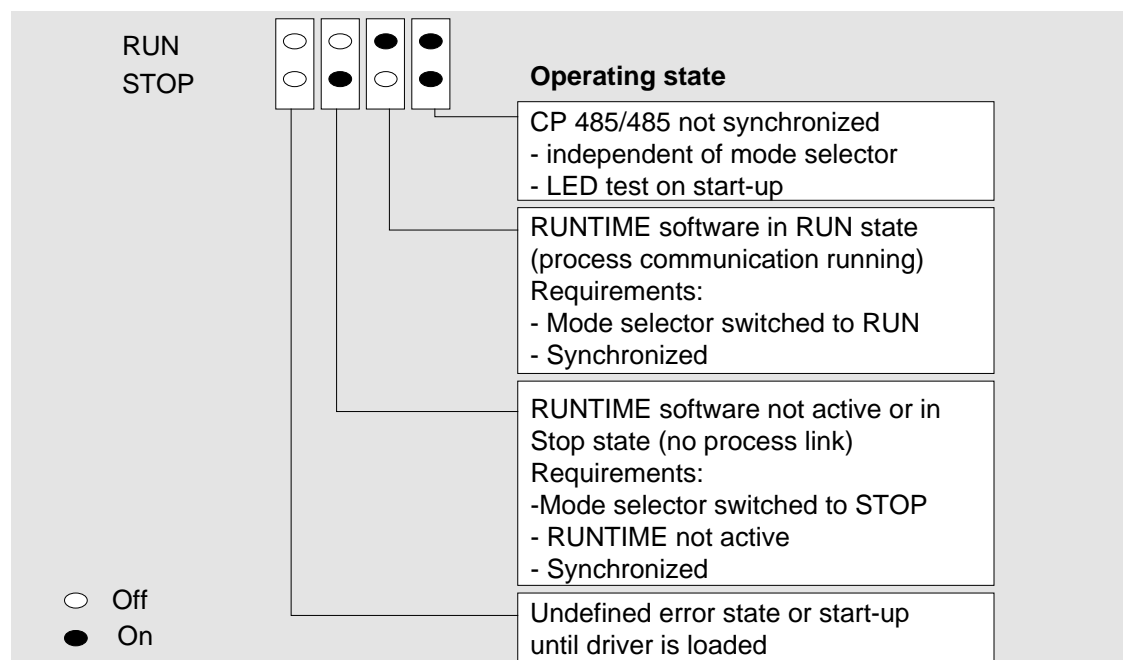 RUN
STOP
Operating state
CP 485/485 not synchronized
- independent of mode selector
- LED test on start-up
RUNTIME software in RUN state
(process communication running)
Requirements:
- Mode selector switched to RUN
- Synchronized
RUNTIME software not active or in
Stop state (no process link)
Requirements:
-Mode selector switched to STOP
- RUNTIME not active
- Synchronized
Undefined error state or start-up
until driver is loaded
Off
On